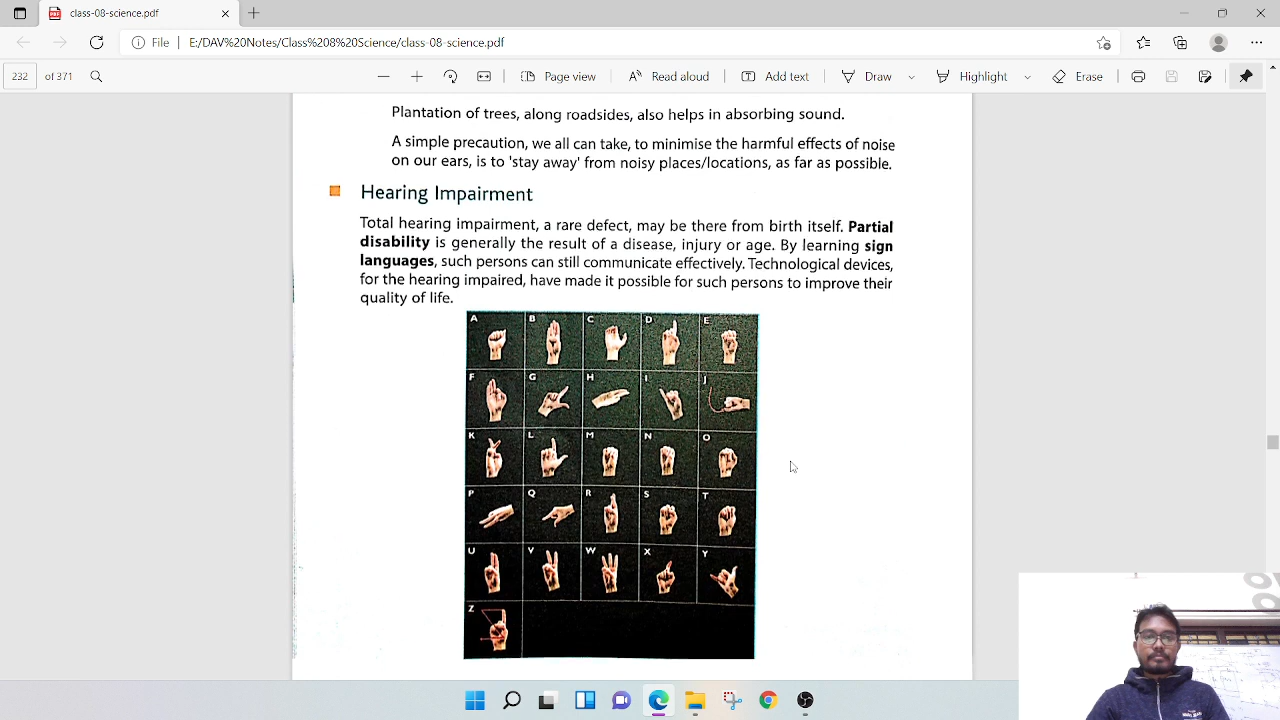 class-08-science.pdf
File | E:/DAV%20Notes/Class%208%20Science/class-08-science.pdf
232 of 371 Page view Read aloud Add text Draw Highlight Erase
Plantation of trees, along roadsides, also helps in absorbing sound.
A simple precaution, we all can take, to minimise the harmful effects of noise
on our ears, is to 'stay away' from noisy places/locations, as far as possible.
Hearing Impairment
Total hearing impairment, a rare defect, may be there from birth itself. Partial
disability is generally the result of a disease, injury or age. By learning sign
languages, such persons can still communicate effectively. Technological devices,
for the hearing impaired, have made it possible for such persons to improve their
quality of life.
A B C D E
F G H I J
K L M N O
P Q R S T
U V W X Y
Z